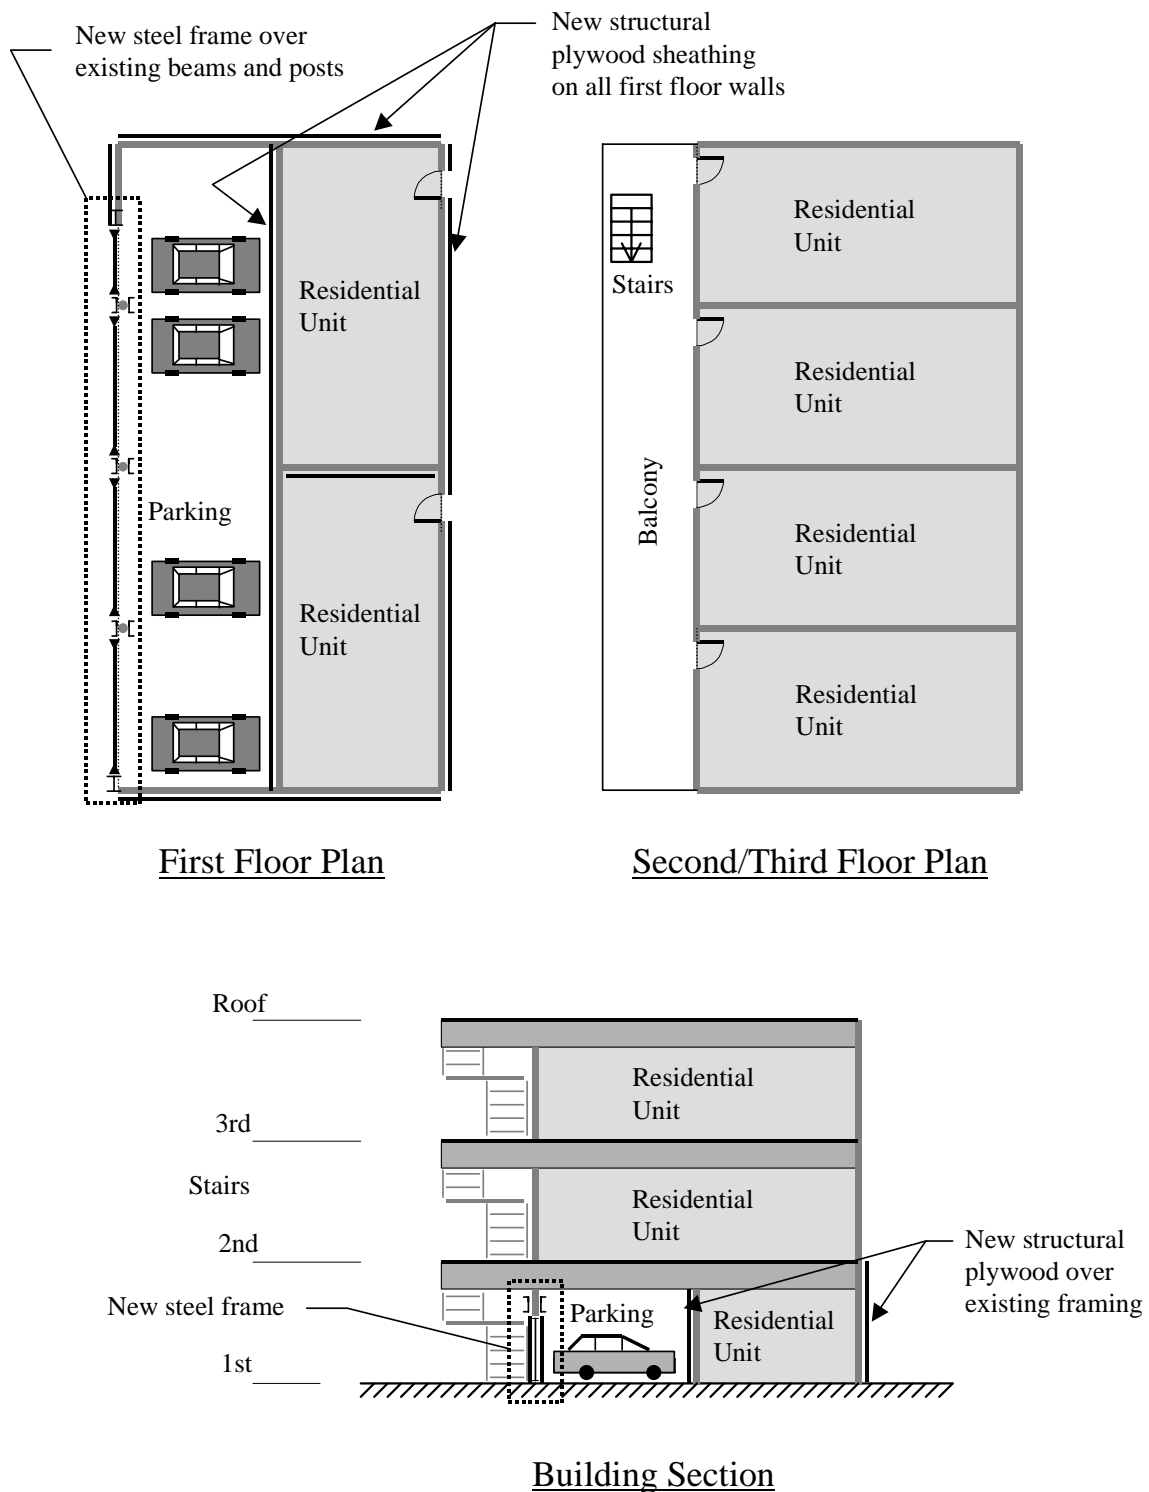 New steel frame over
existing beams and posts
New structural
plywood sheathing
on all first floor walls
Residential
Unit
Parking
Residential
Unit
Residential
Unit
Stairs
Residential
Unit
Balcony
Residential
Unit
Residential
Unit
First Floor Plan
Second/Third Floor Plan
Roof
Residential
Unit
3rd
Stairs
Residential
Unit
2nd
New structural
plywood over
existing framing
New steel frame
Parking
Residential
Unit
1st
Building Section